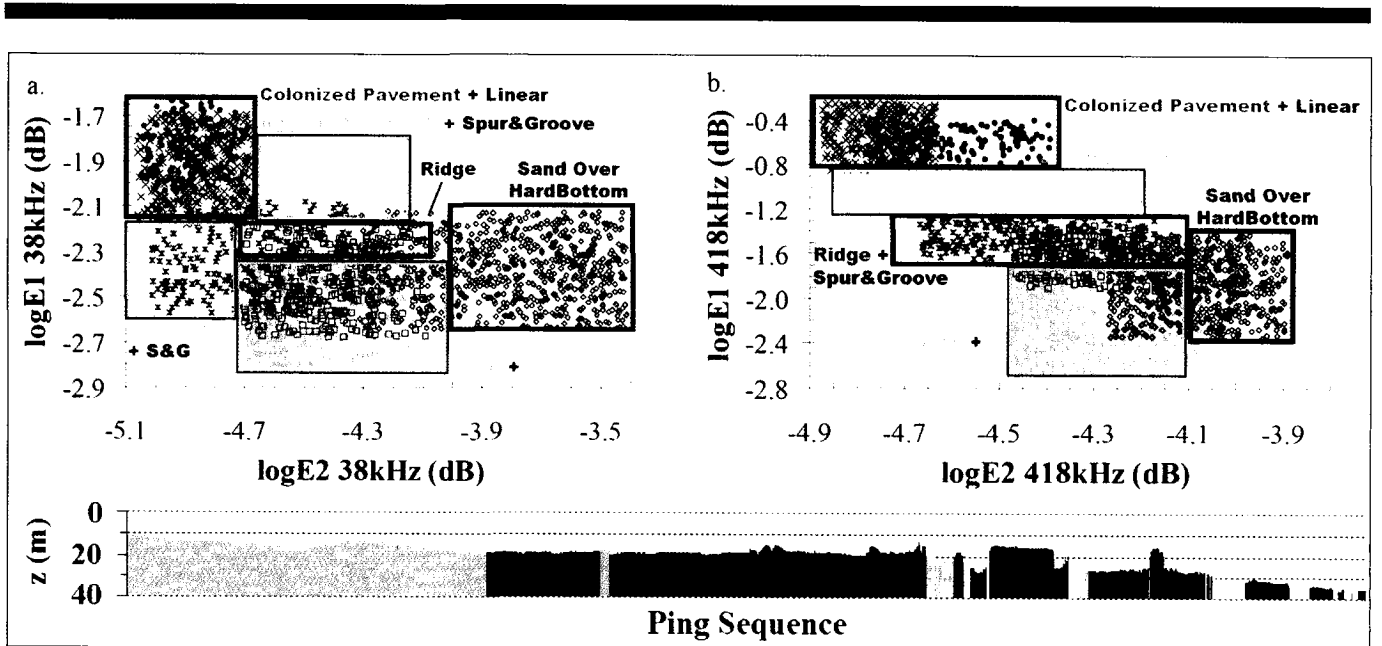 a.
Colonized Pavement + Linear
+ Spur&Groove
Ridge
Sand Over
HardBottom
+ S&G
logE1 38kHz (dB)
-1.7
-1.9
-2.1
-2.3
-2.5
-2.7
-2.9
-5.1 -4.7 -4.3 -3.9 -3.5
logE2 38kHz (dB)
b.
Colonized Pavement + Linear
Sand Over
HardBottom
Ridge +
Spur&Groove
logE1 418kHz (dB)
-0.4
-0.8
-1.2
-1.6
-2.0
-2.4
-2.8
-4.9 -4.7 -4.5 -4.3 -4.1 -3.9
logE2 418kHz (dB)
z (m)
0
20
40
Ping Sequence